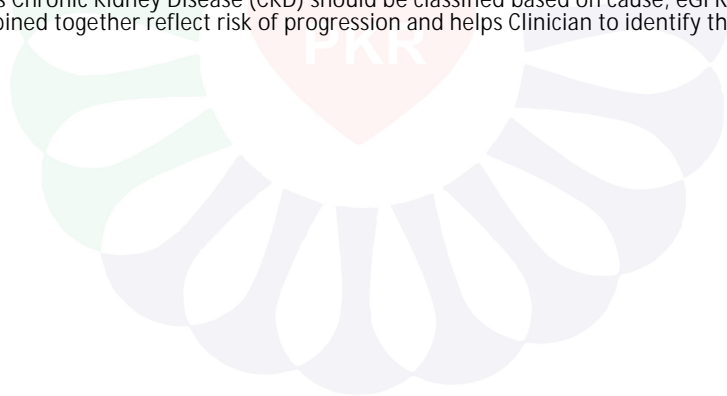 s Chronic Kidney Disease (CKD) should be classified based on cause, eGFR
bined together reflect risk of progression and helps Clinician to identify th
PKR